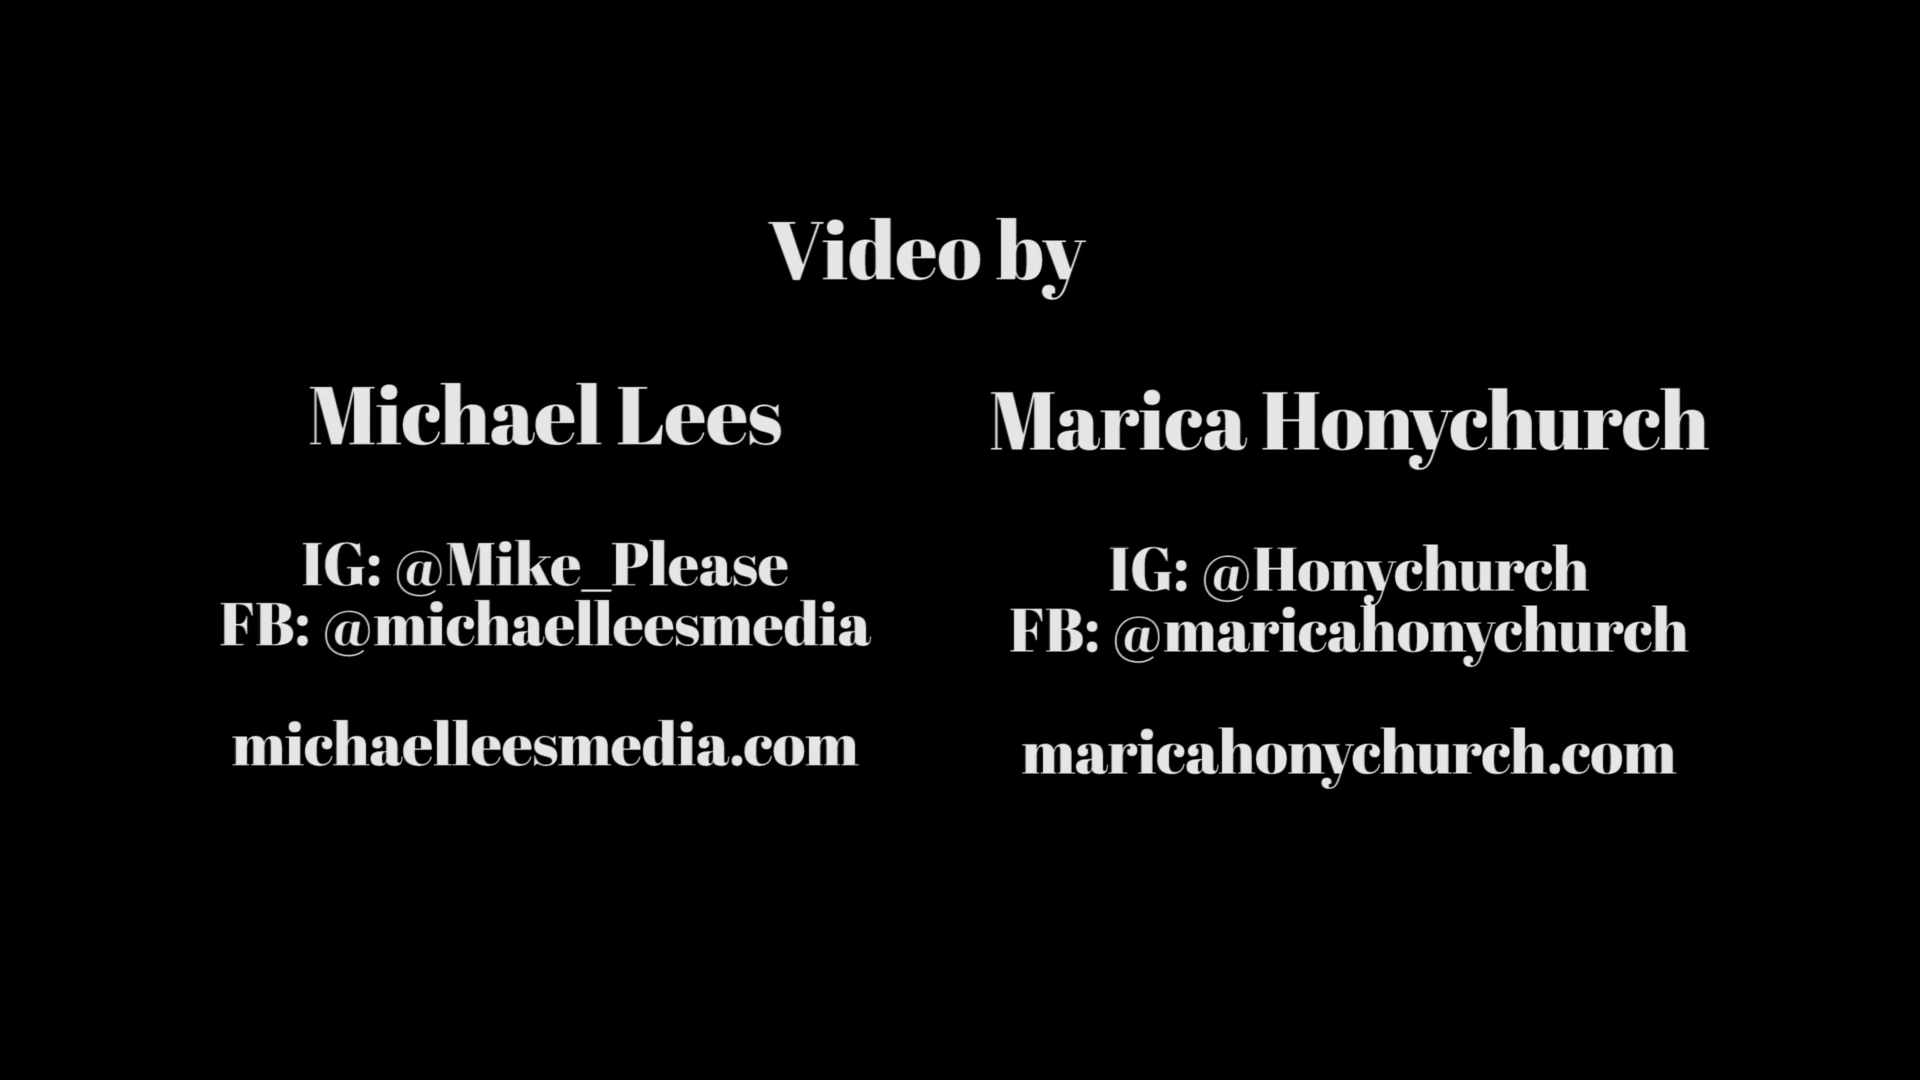 Video by
Michael Lees
IG: @Mike_Please
FB: @michaelleesmedia
michaelleesmedia.com
Marica Honychurch
IG: @Honychurch
FB: @maricahonychurch
maricahonychurch.com